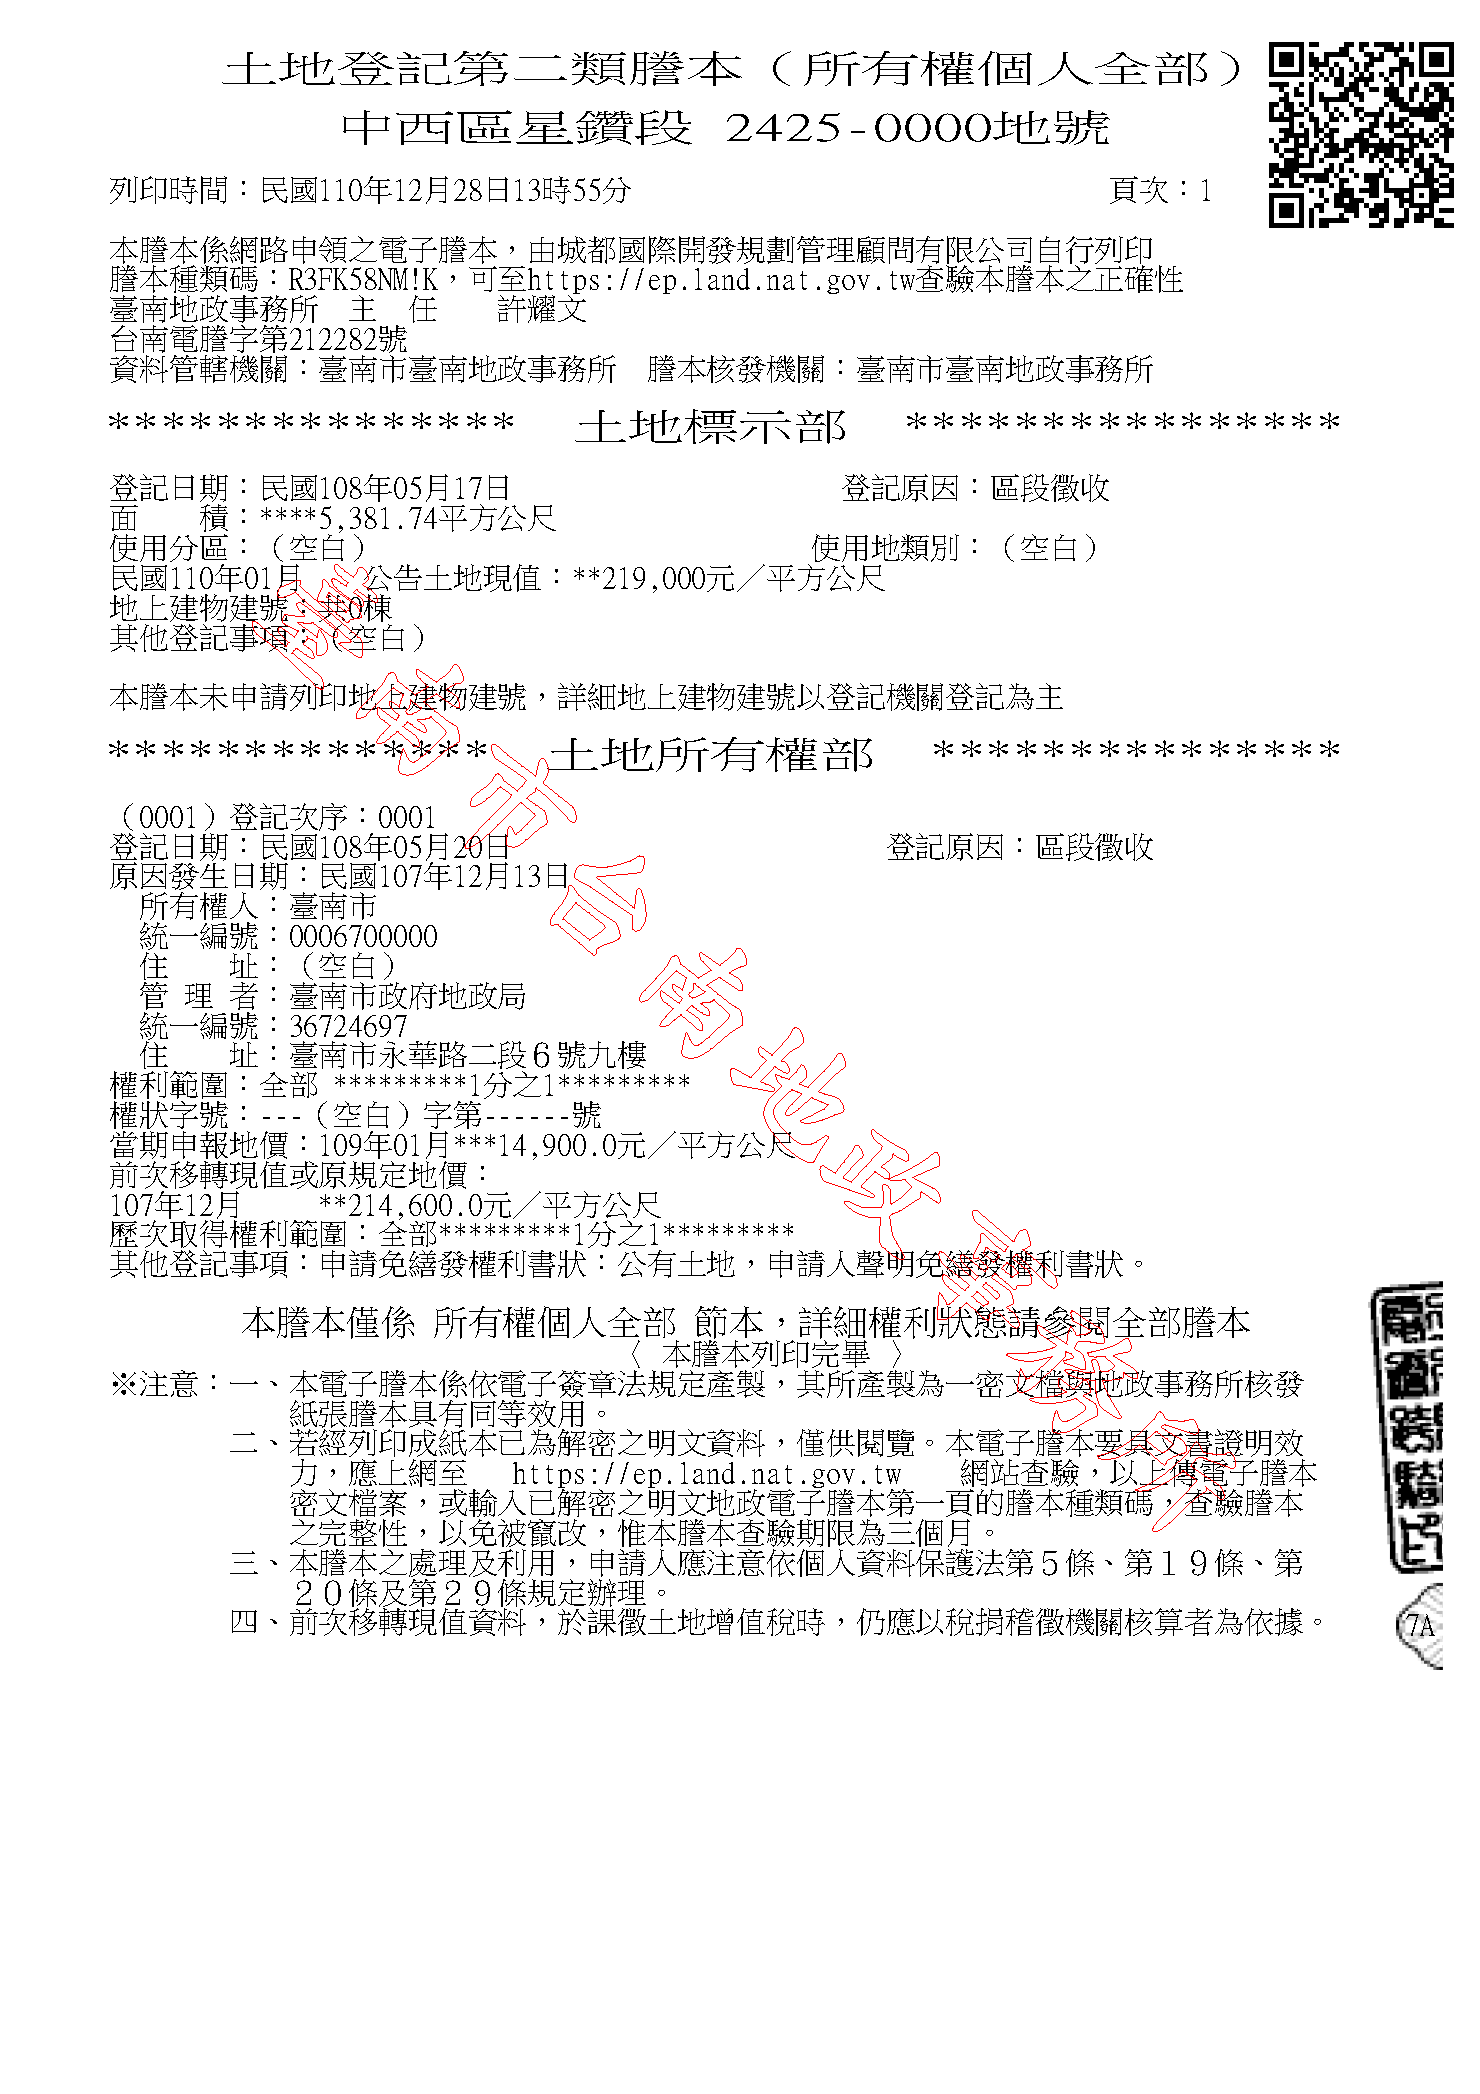 土地登記第二類謄本（所有權個人全部）
中西區星鑽段 2425-0000地號
列印時間：民國110年12月28日13時55分 頁次：1
本謄本係網路申領之電子謄本，由城都國際開發規劃管理顧問有限公司自行列印
謄本種類碼：R3FK58NM!K，可至https://ep.land.nat.gov.tw查驗本謄本之正確性
臺南地政事務所 主 任 許耀文
台南電謄字第212282號
資料管轄機關：臺南市臺南地政事務所 謄本核發機關：臺南市臺南地政事務所
*************** 土地標示部 ****************
登記日期：民國108年05月17日 登記原因：區段徵收
面 積：****5,381.74平方公尺
使用分區：（空白） 使用地類別：（空白）
民國110年01月 公告土地現值：**219,000元／平方公尺
地上建物建號：共0棟
其他登記事項：（空白）
本謄本未申請列印地上建物建號，詳細地上建物建號以登記機關登記為主
************** 土地所有權部 ***************
（0001）登記次序：0001
登記日期：民國108年05月20日 登記原因：區段徵收
原因發生日期：民國107年12月13日
所有權人：臺南市
統一編號：0006700000
住 址：（空白）
管 理 者：臺南市政府地政局
統一編號：36724697
住 址：臺南市永華路二段６號九樓
權利範圍：全部 *********1分之1*********
權狀字號：---（空白）字第------號
當期申報地價：109年01月***14,900.0元／平方公尺
前次移轉現值或原規定地價：
107年12月 **214,600.0元／平方公尺
歷次取得權利範圍：全部*********1分之1*********
其他登記事項：申請免繕發權利書狀：公有土地，申請人聲明免繕發權利書狀。
本謄本僅係 所有權個人全部 節本，詳細權利狀態請參閱全部謄本
〈 本謄本列印完畢 〉
※注意：一、本電子謄本係依電子簽章法規定產製，其所產製為一密文檔與地政事務所核發
紙張謄本具有同等效用。
二、若經列印成紙本已為解密之明文資料，僅供閱覽。本電子謄本要具文書證明效
力，應上網至 https://ep.land.nat.gov.tw 網站查驗，以上傳電子謄本
密文檔案，或輸入已解密之明文地政電子謄本第一頁的謄本種類碼，查驗謄本
之完整性，以免被竄改，惟本謄本查驗期限為三個月。
三、本謄本之處理及利用，申請人應注意依個人資料保護法第５條、第１９條、第
２０條及第２９條規定辦理。
四、前次移轉現值資料，於課徵土地增值稅時，仍應以稅捐稽徵機關核算者為依據。
臺南市台南地政事務所
7A